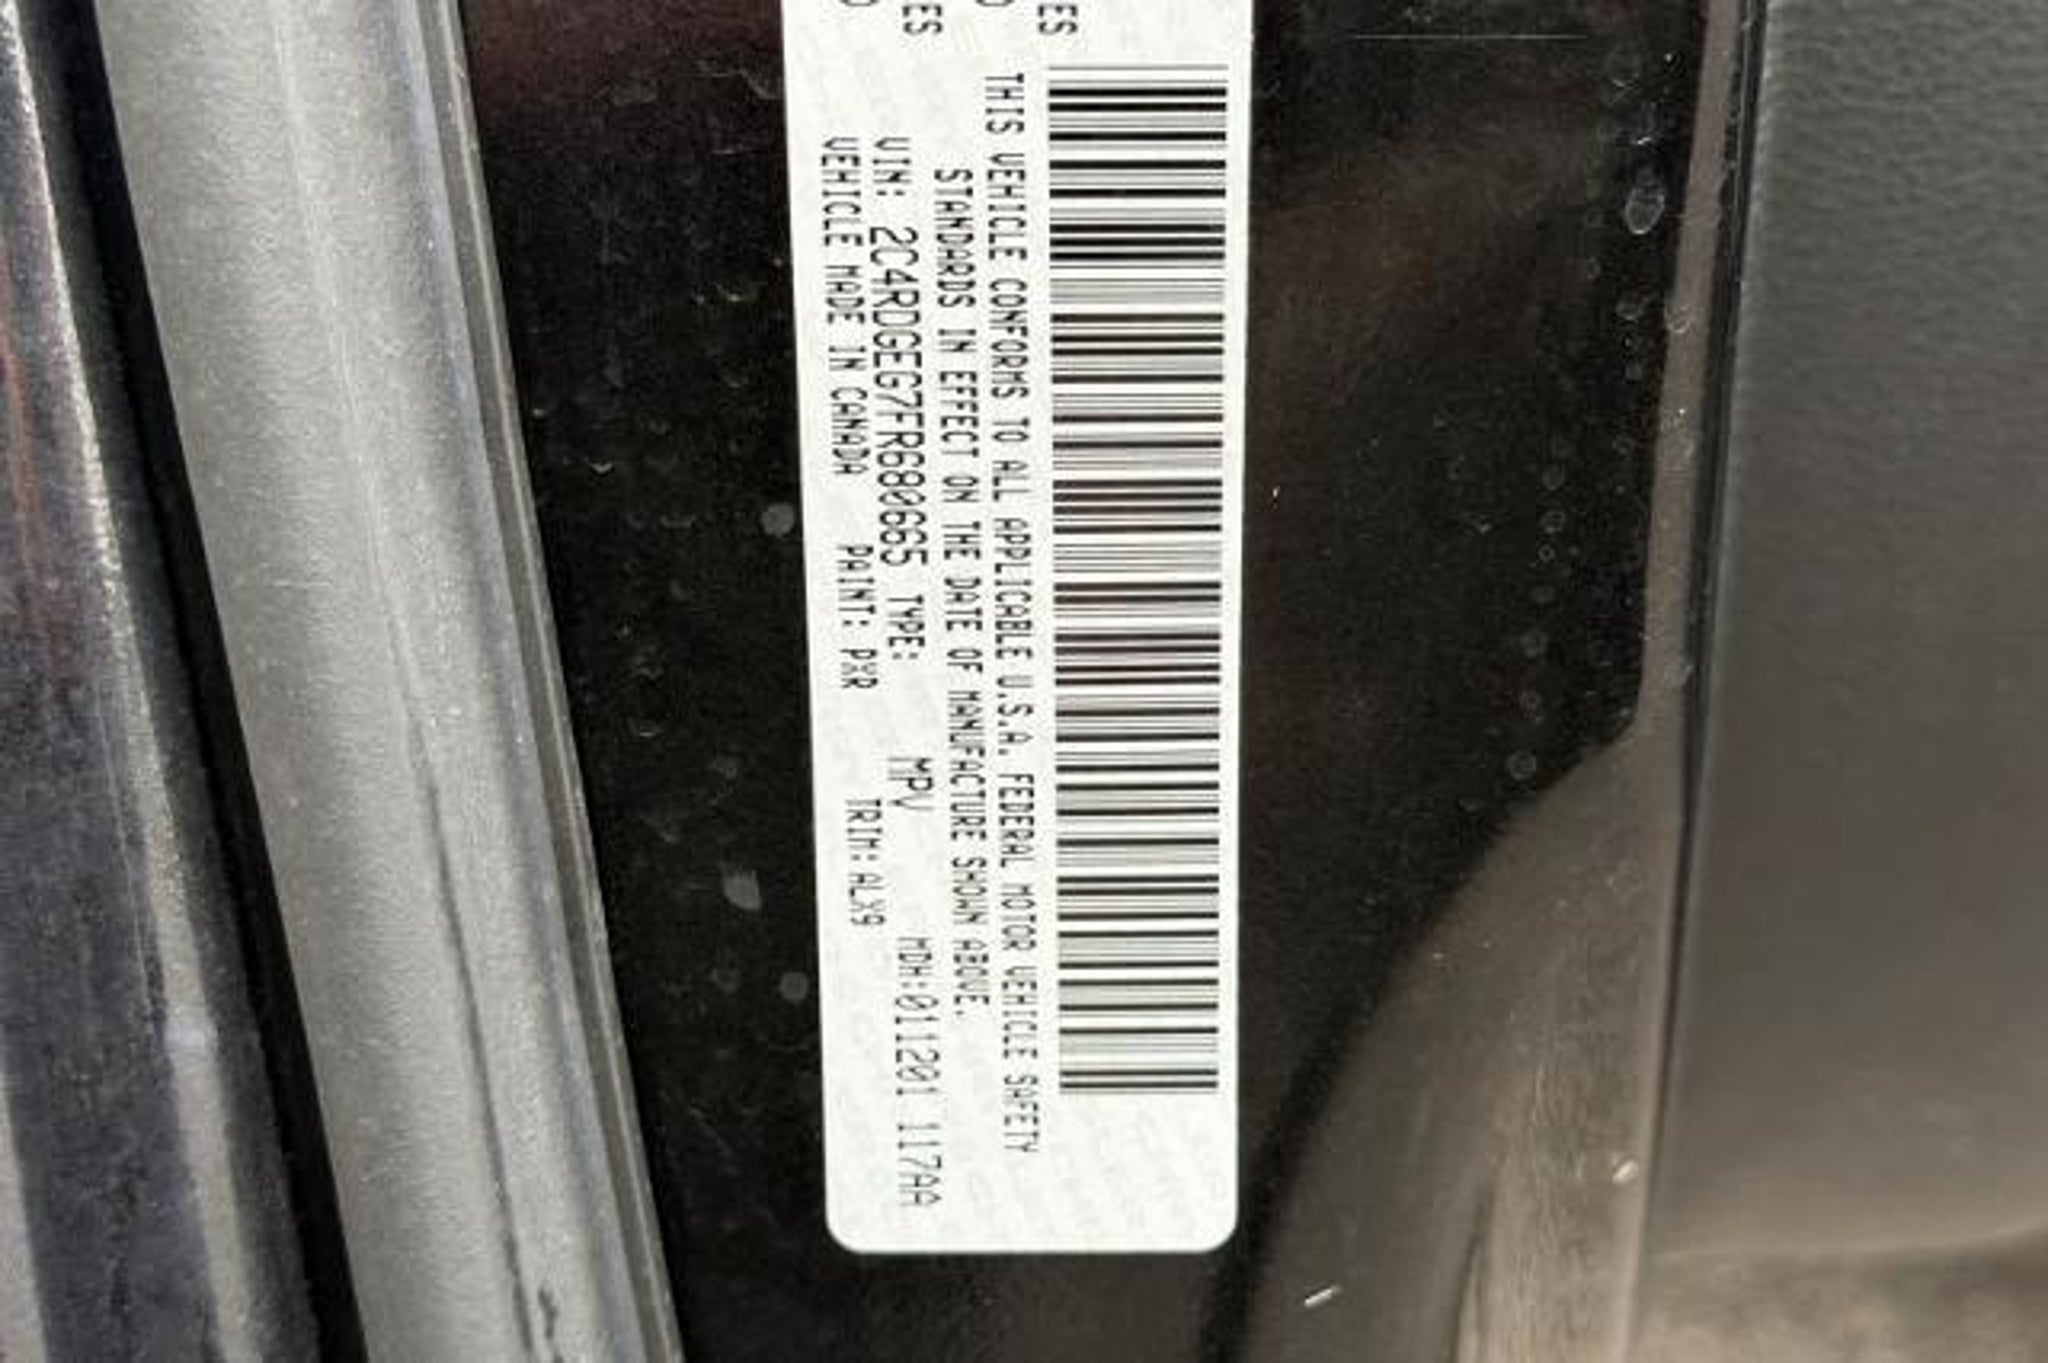 THIS VEHICLE CONFORMS TO ALL APPLICABLE U.S.A. FEDERAL MOTOR VEHICLE SAFETY
STANDARDS IN EFFECT ON THE DATE OF MANUFACTURE SHOWN ABOVE.
VIN: 2C4RDGEG7FR680665 TYPE: MPV MDH:011201 117AA
VEHICLE MADE IN CANADA PAINT: PXR TRIM:ALX9